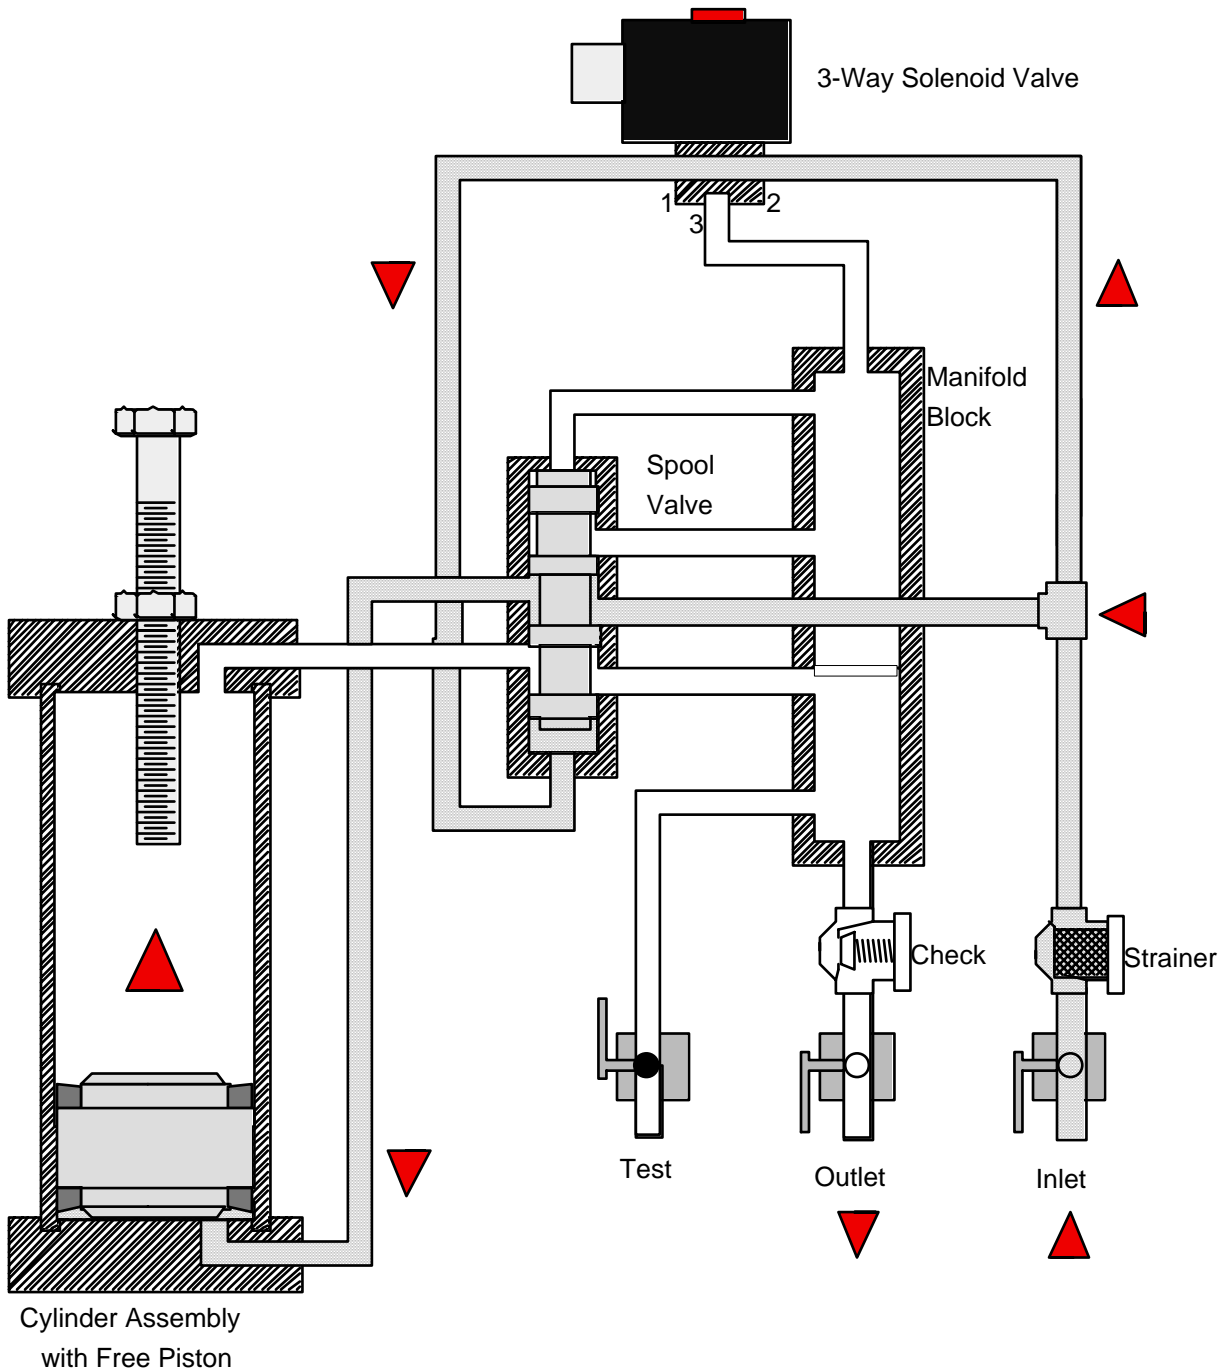 3-Way Solenoid Valve
1
2
3
Manifold
Block
Spool
Valve
Check
Strainer
Test
Outlet
Inlet
Cylinder Assembly
with Free Piston